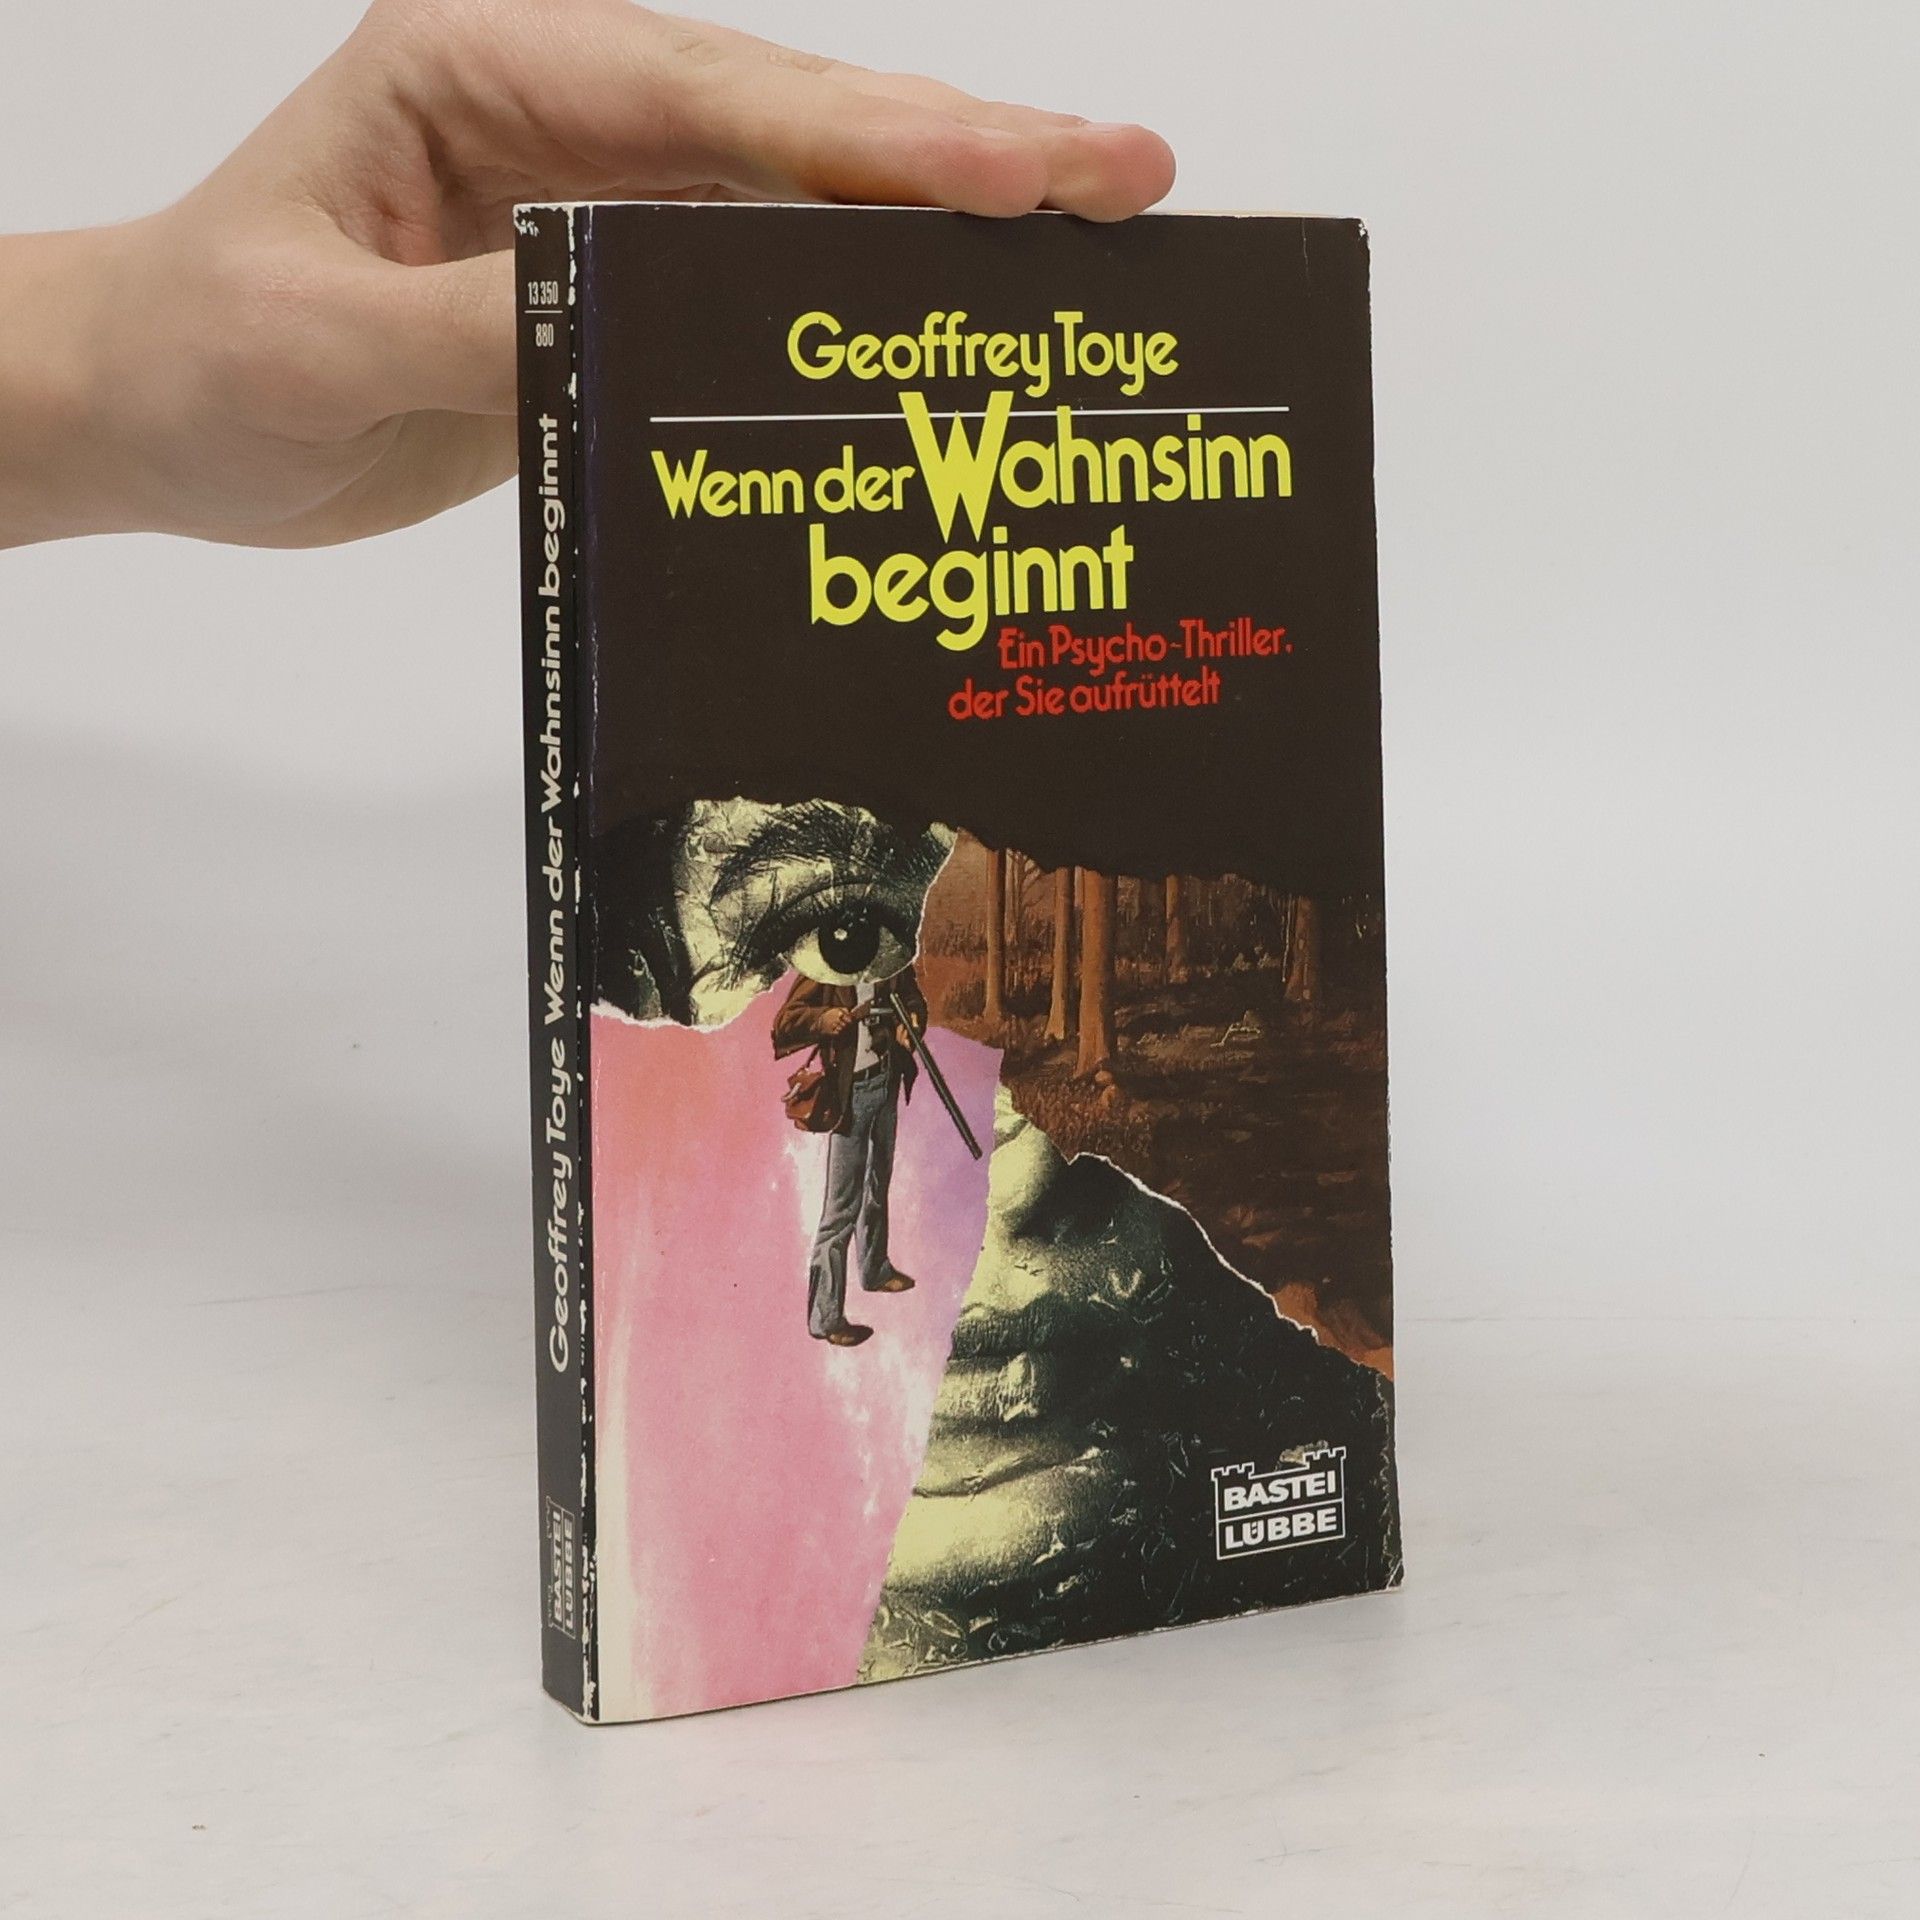 Geoffrey Toye
Wenn der Wahnsinn
beginnt
Ein Psycho-Thriller,
der Sie aufrüttelt
BASTEI
LÜBBE
13 350
880
Geoffrey Toye Wenn der Wahnsinn beginnt
BASTEI
LÜBBE